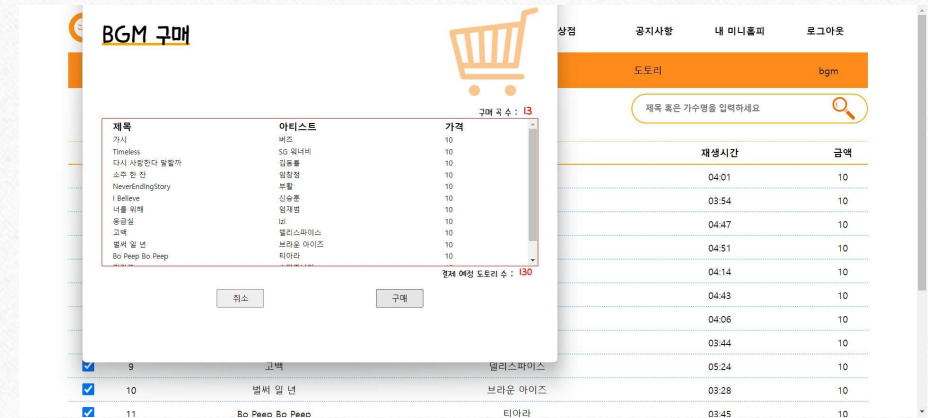 BGM 구매
상점 공지사항 내 미니홈피 로그아웃
도토리 bgm
제목 혹은 가수명을 입력하세요
구매 곡 수 : 13
제목 아티스트 가격
가시 버즈 10
Timeless SG 워너비 10
다시 사랑한다 말할까 김동률 10
소주 한 잔 임창정 10
NeverEndingStory 부활 10
I Believe 신승훈 10
너를 위해 임재범 10
응급실 izi 10
고백 델리스파이스 10
벌써 일 년 브라운 아이즈 10
Bo Peep Bo Peep 티아라 10
결제 예정 도토리 수 : 130
취소 구매
재생시간 금액
04:01 10
03:54 10
04:47 10
04:51 10
04:14 10
04:43 10
04:06 10
03:44 10
9 고백 델리스파이스 05:24 10
10 벌써 일 년 브라운 아이즈 03:28 10
11 Bo Peep Bo Peep 티아라 03:45 10